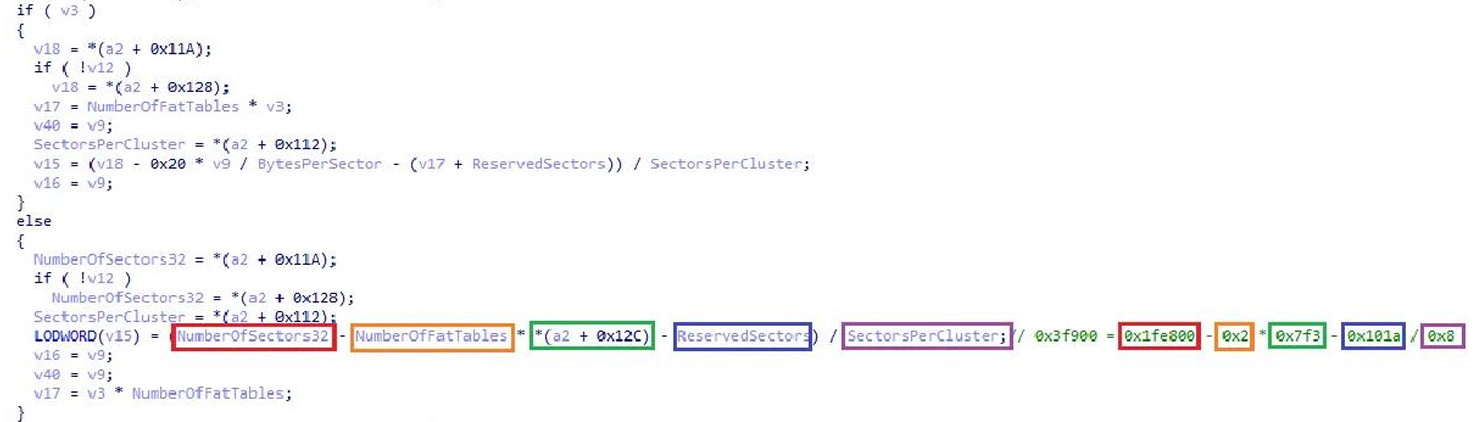 if ( v3 )
{
v18 = *(a2 + 0x11A);
if ( !v12 )
v18 = *(a2 + 0x128);
v17 = NumberOfFatTables * v3;
v40 = v9;
SectorsPerCluster = *(a2 + 0x112);
v15 = (v18 - 0x20 * v9 / BytesPerSector - (v17 + ReservedSectors)) / SectorsPerCluster;
v16 = v9;
}
else
{
NumberOfSectors32 = *(a2 + 0x11A);
if ( !v12 )
NumberOfSectors32 = *(a2 + 0x128);
SectorsPerCluster = *(a2 + 0x112);
LODWORD(v15) = (NumberOfSectors32 - NumberOfFatTables * *(a2 + 0x12C) - ReservedSectors) / SectorsPerCluster;// 0x3f900 = 0x1fe800 - 0x2 * 0x7f3 - 0x101a / 0x8
v16 = v9;
v40 = v9;
v17 = v3 * NumberOfFatTables;
}